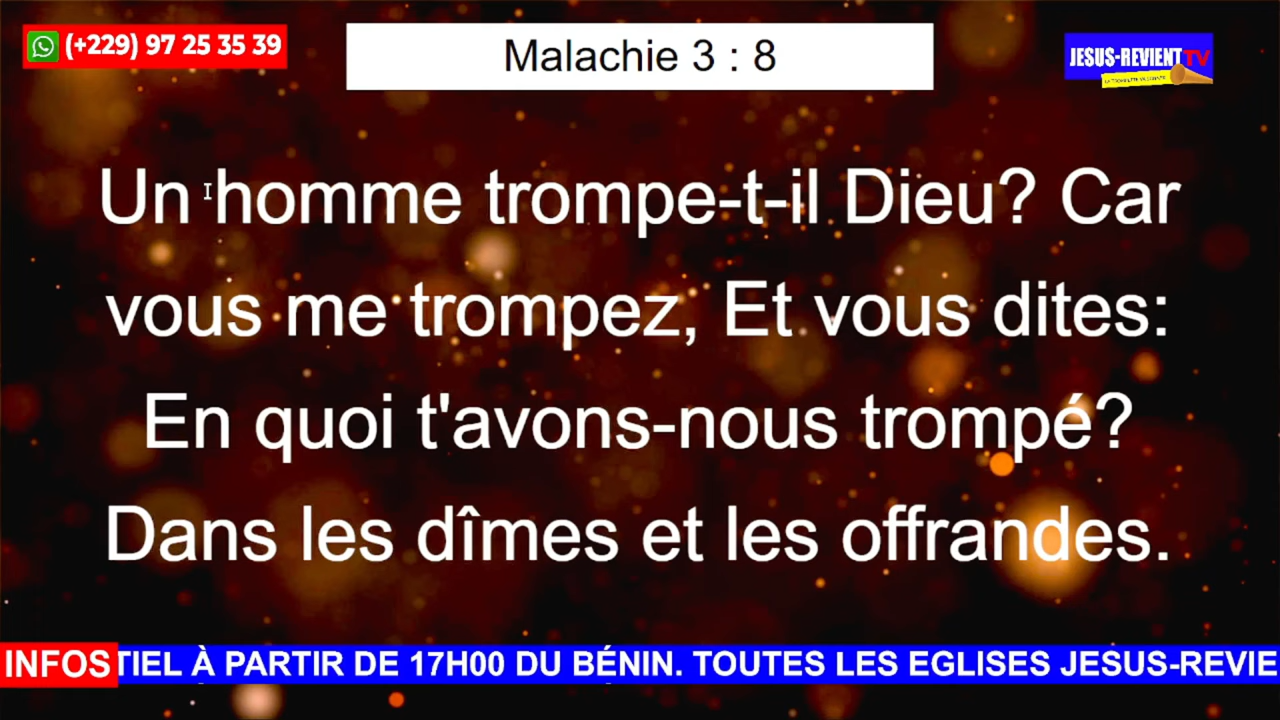 (+229) 97 25 35 39
Malachie 3 : 8
JESUS-REVIENT TV
Un homme trompe-t-il Dieu? Car
vous me trompez, Et vous dites:
En quoi t'avons-nous trompé?
Dans les dîmes et les offrandes.
INFOS TIEL À PARTIR DE 17H00 DU BÉNIN. TOUTES LES EGLISES JESUS-REVIE